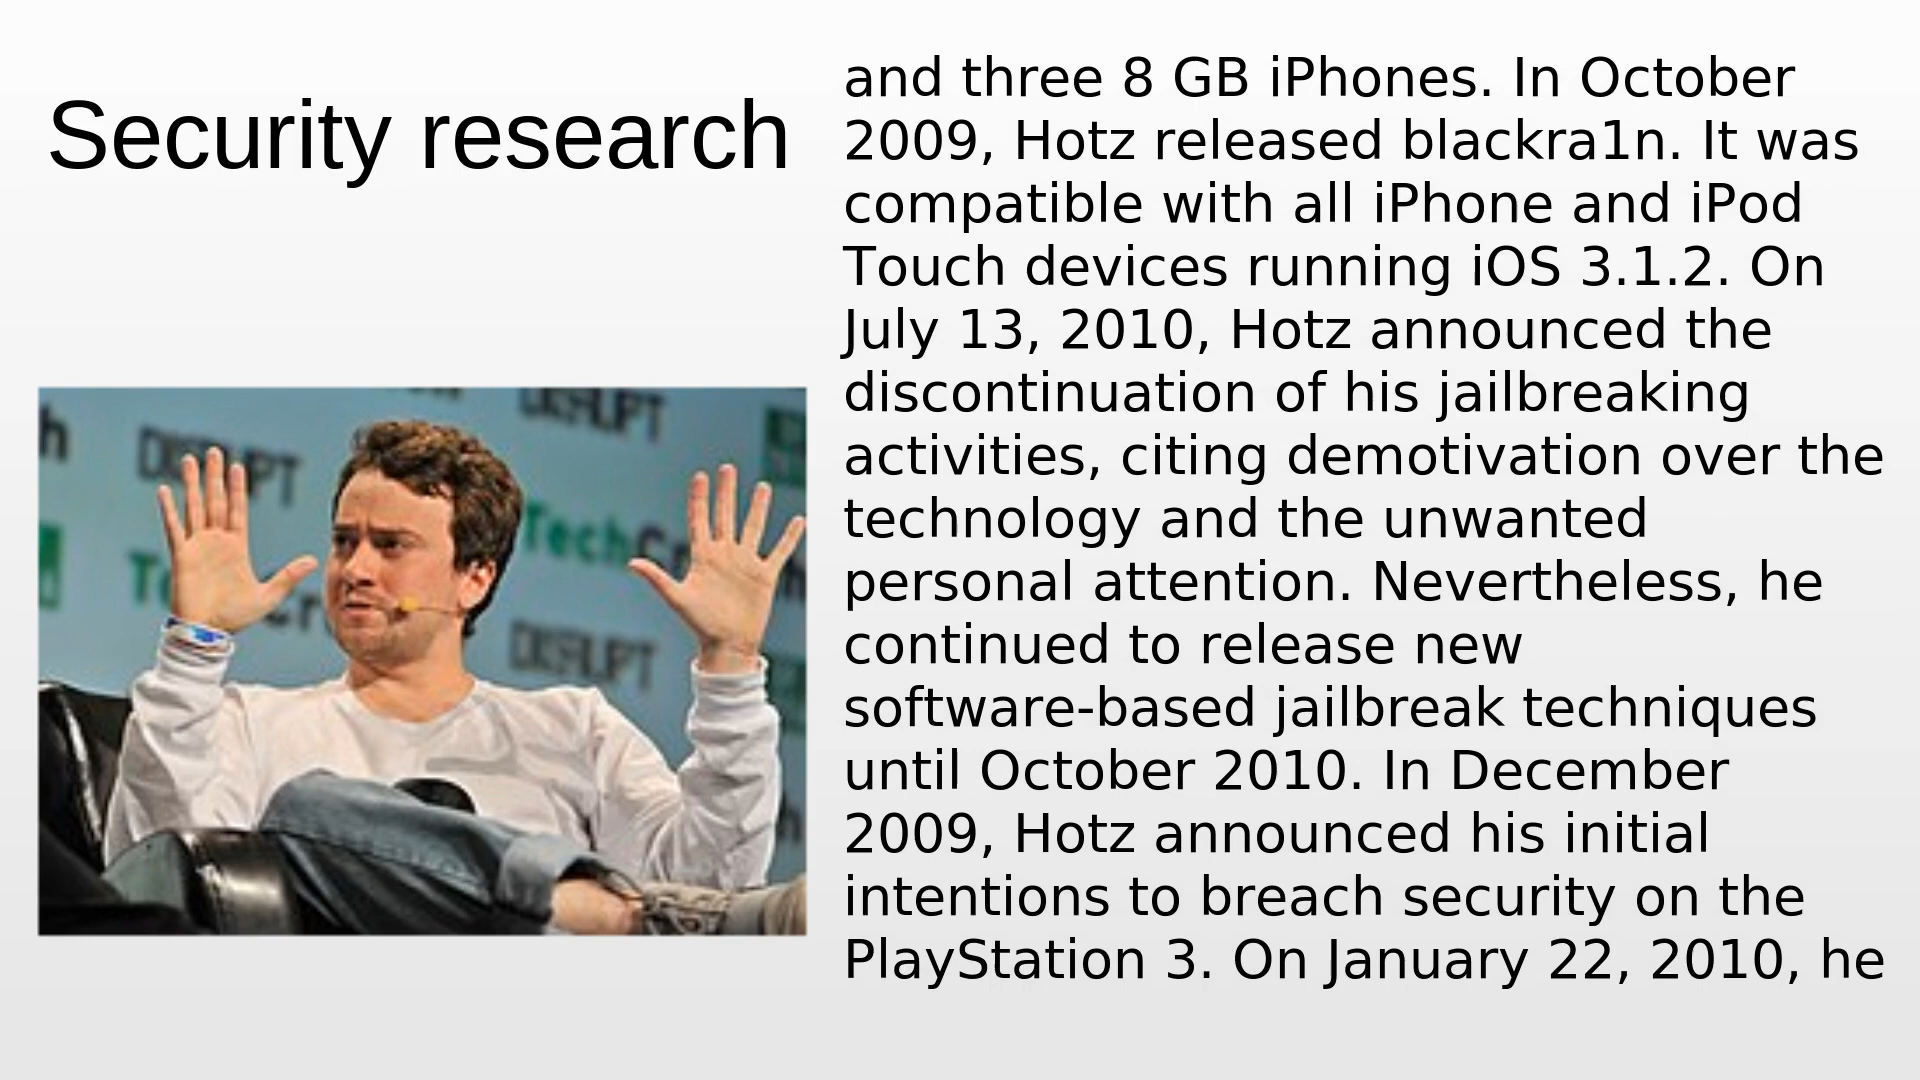 Security research
and three 8 GB iPhones. In October
2009, Hotz released blackra1n. It was
compatible with all iPhone and iPod
Touch devices running iOS 3.1.2. On
July 13, 2010, Hotz announced the
discontinuation of his jailbreaking
activities, citing demotivation over the
technology and the unwanted
personal attention. Nevertheless, he
continued to release new
software-based jailbreak techniques
until October 2010. In December
2009, Hotz announced his initial
intentions to breach security on the
PlayStation 3. On January 22, 2010, he
DISRUPT
DISRUPT
TechCr
DISRUPT